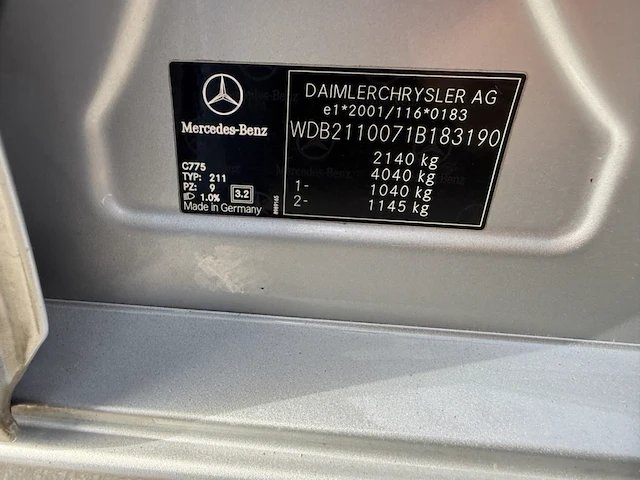 Mercedes-Benz
C775
TYP: 211
PZ: 9
1.0%
3.2
Made in Germany
DAIMLERCHRYSLER AG
e1*2001/116*0183
WDB2110071B183190
2140 kg
4040 kg
1- 1040 kg
2- 1145 kg